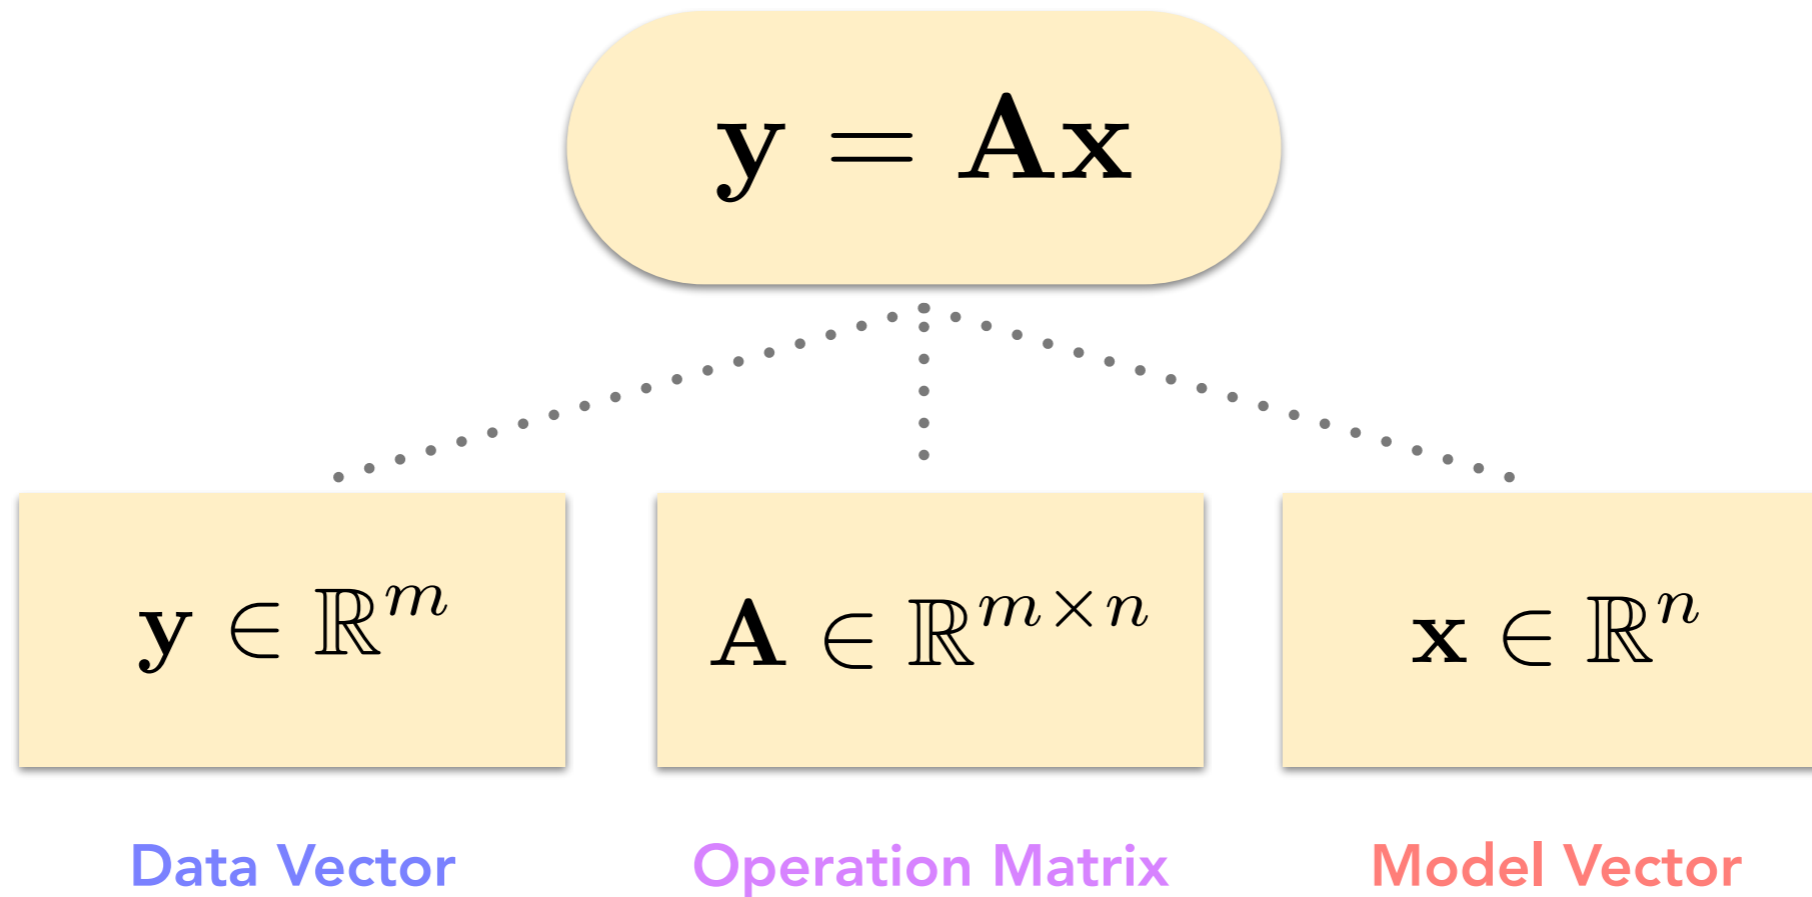 y = Ax
y ∈ ℝ^m
A ∈ ℝ^{m×n}
x ∈ ℝ^n
Data Vector
Operation Matrix
Model Vector